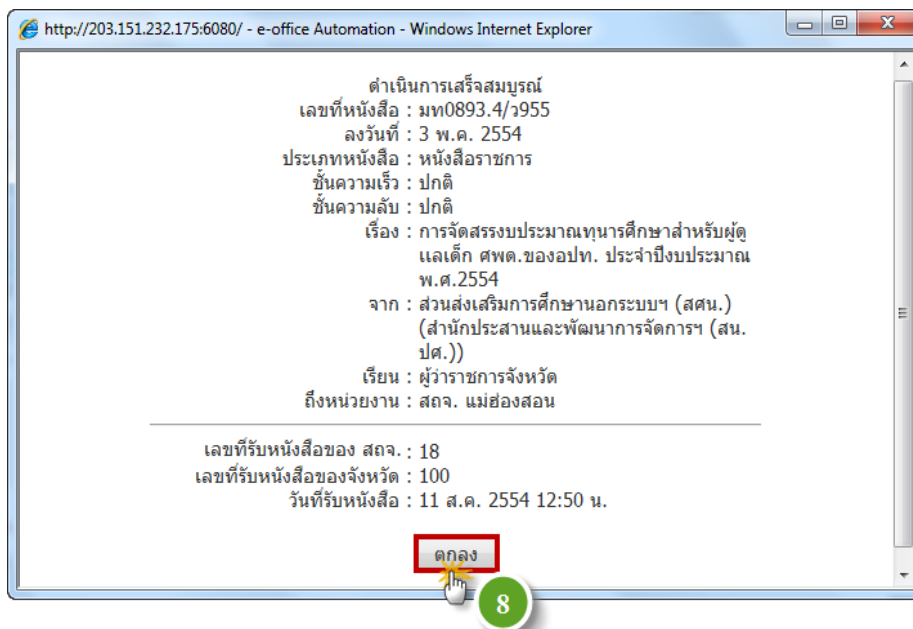 http://203.151.232.175:6080/ - e-office Automation - Windows Internet Explorer
ดำเนินการเสร็จสมบูรณ์
เลขที่หนังสือ : มท0893.4/ว955
ลงวันที่ : 3 พ.ค. 2554
ประเภทหนังสือ : หนังสือราชการ
ชั้นความเร็ว : ปกติ
ชั้นความลับ : ปกติ
เรื่อง : การจัดสรรงบประมาณทุนการศึกษาสำหรับผู้ดู
แลเด็ก ศพด.ของอปท. ประจำปีงบประมาณ
พ.ศ.2554
จาก : ส่วนส่งเสริมการศึกษานอกระบบฯ (สศน.)
(สำนักประสานและพัฒนาการจัดการฯ (สน.
ปศ.))
เรียน : ผู้ว่าราชการจังหวัด
ถึงหน่วยงาน : สถจ. แม่ฮ่องสอน
เลขที่รับหนังสือของ สถจ. : 18
เลขที่รับหนังสือของจังหวัด : 100
วันที่รับหนังสือ : 11 ส.ค. 2554 12:50 น.
ตกลง
8